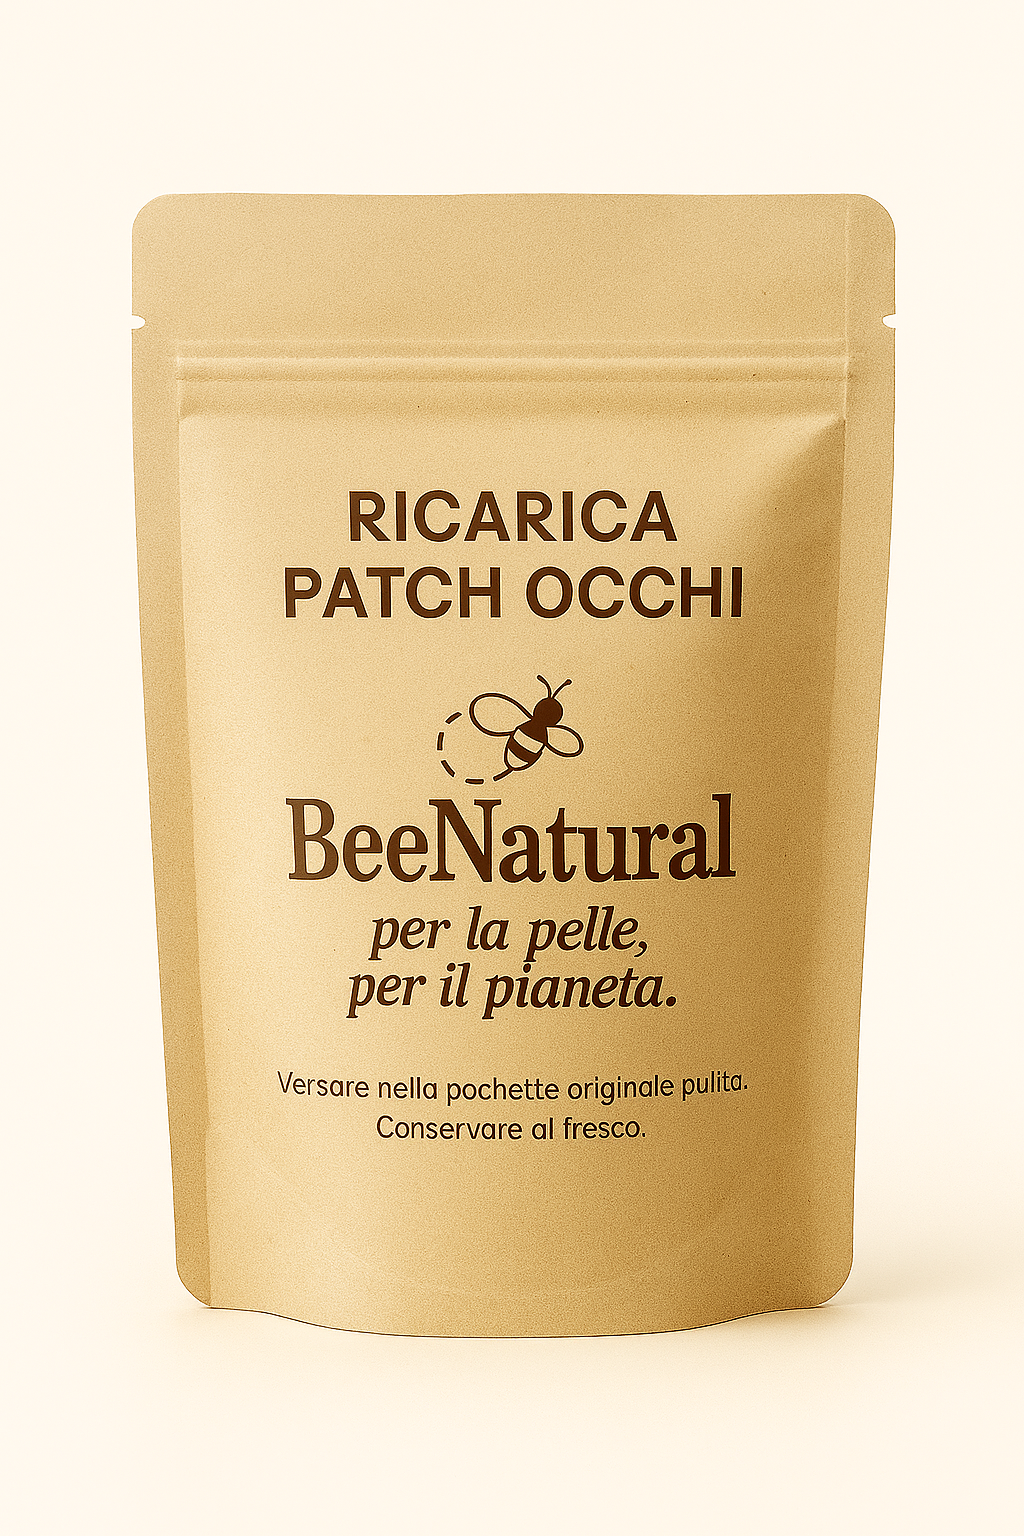 RICARICA
PATCH OCCHI
BeeNatural
per la pelle,
per il pianeta.
Versare nella pochette originale pulita.
Conservare al fresco.